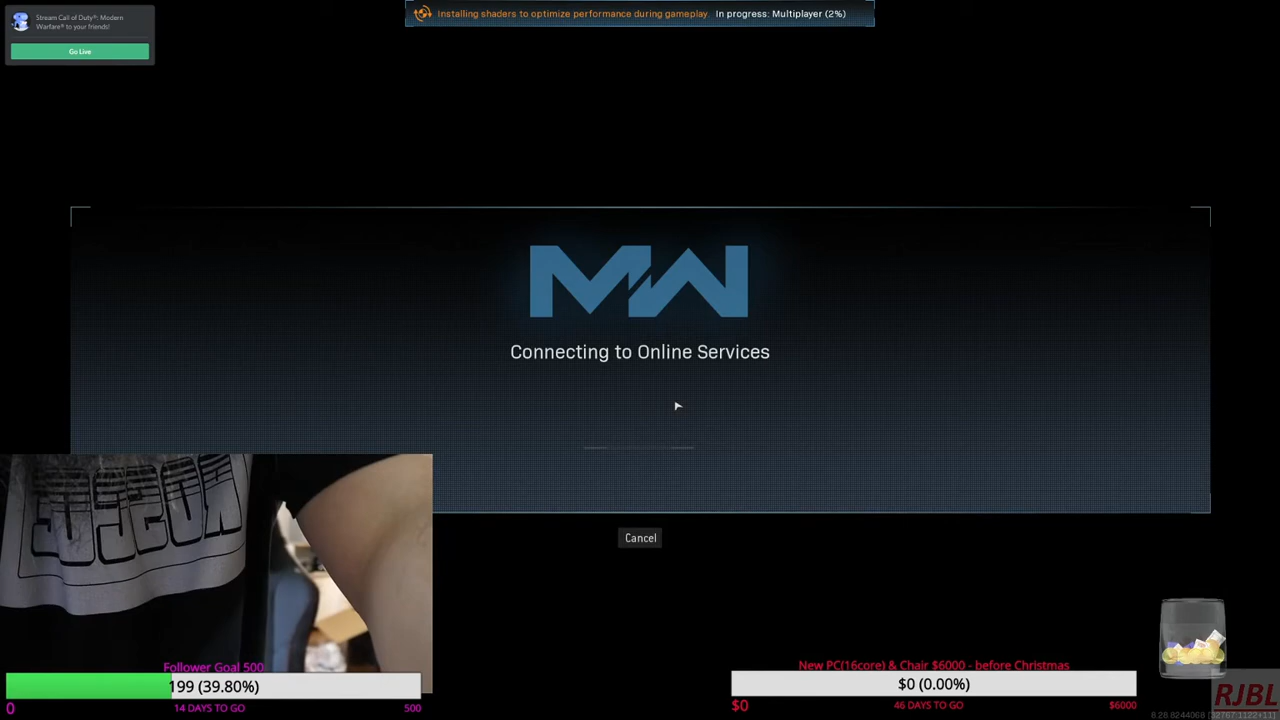 Stream Call of Duty®: Modern
Warfare® to your friends!
Go Live
Installing shaders to optimize performance during gameplay. In progress: Multiplayer (2%)
MW
Connecting to Online Services
Cancel
Follower Goal 500
199 (39.80%)
0
14 DAYS TO GO
500
New PC(16core) & Chair $6000 - before Christmas
$0 (0.00%)
$0
46 DAYS TO GO
$6000
RJBL